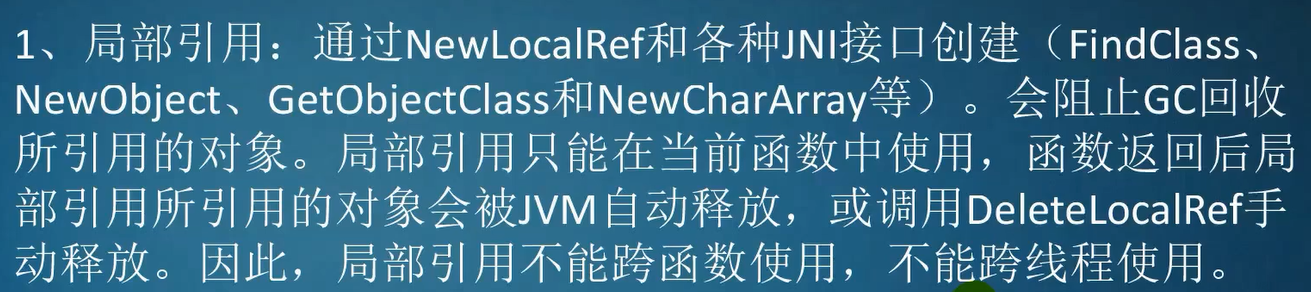 1、局部引用：通过NewLocalRef和各种JNI接口创建（FindClass、
NewObject、GetObjectClass和NewCharArray等）。会阻止GC回收
所引用的对象。局部引用只能在当前函数中使用，函数返回后局
部引用所引用的对象会被JVM自动释放，或调用DeleteLocalRef手
动释放。因此，局部引用不能跨函数使用，不能跨线程使用。